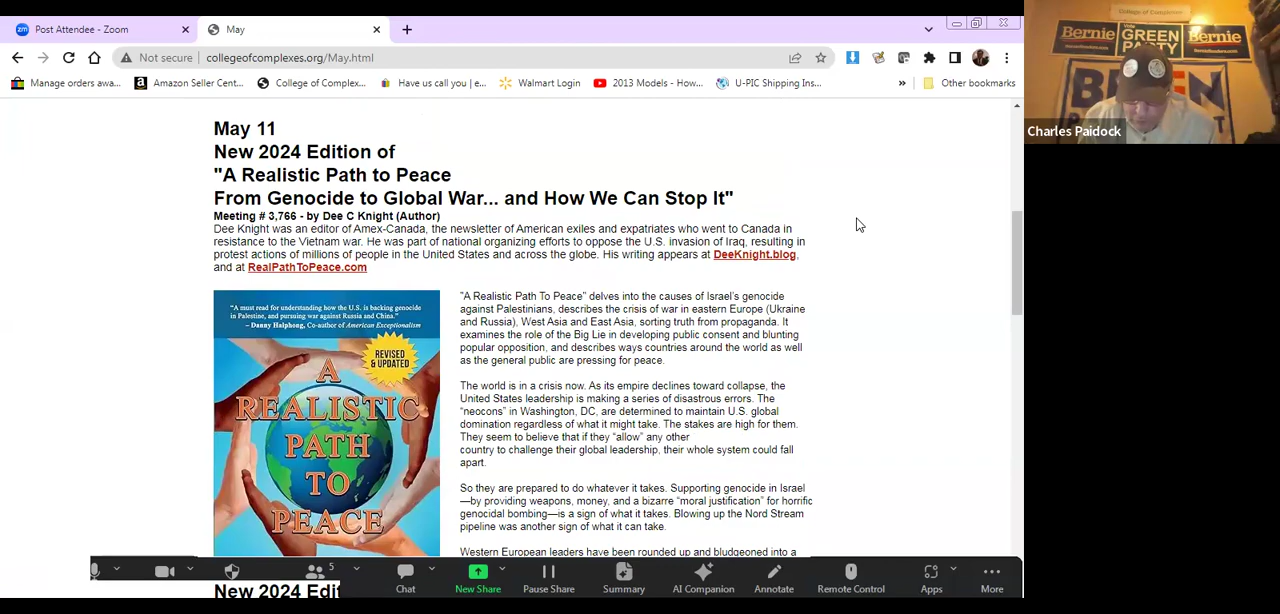 Post Attendee - Zoom
May
Not secure
collegeofcomplexes.org/May.html
Manage orders awa...
Amazon Seller Cent...
College of Complex...
Have us call you | e...
Walmart Login
2013 Models - How...
U-PIC Shipping Ins...
Other bookmarks
College of Complexes
Bernie
Vote
GREEN
PARTY
Bernie
Charles Paidock
May 11
New 2024 Edition of
"A Realistic Path to Peace
From Genocide to Global War... and How We Can Stop It"
Meeting # 3,766 - by Dee C Knight (Author)
Dee Knight was an editor of Amex-Canada, the newsletter of American exiles and expatriates who went to Canada in
resistance to the Vietnam war. He was part of national organizing efforts to oppose the U.S. invasion of Iraq, resulting in
protest actions of millions of people in the United States and across the globe. His writing appears at DeeKnight.blog,
and at RealPathToPeace.com
"A must read for understanding how the U.S. is backing genocide
in Palestine, and pursuing war against Russia and China."
– Danny Haiphong, Co-author of American Exceptionalism
REVISED
& UPDATED
A
REALISTIC
PATH
TO
PEACE
"A Realistic Path To Peace" delves into the causes of Israel's genocide
against Palestinians, describes the crisis of war in eastern Europe (Ukraine
and Russia), West Asia and East Asia, sorting truth from propaganda. It
examines the role of the Big Lie in developing public consent and blunting
popular opposition, and describes ways countries around the world as well
as the general public are pressing for peace.
The world is in a crisis now. As its empire declines toward collapse, the
United States leadership is making a series of disastrous errors. The
"neocons" in Washington, DC, are determined to maintain U.S. global
domination regardless of what it might take. The stakes are high for them.
They seem to believe that if they "allow" any other
country to challenge their global leadership, their whole system could fall
apart.
So they are prepared to do whatever it takes. Supporting genocide in Israel
—by providing weapons, money, and a bizarre "moral justification" for horrific
genocidal bombing—is a sign of what it takes. Blowing up the Nord Stream
pipeline was another sign of what it can take.
Western European leaders have been rounded up and bludgeoned into a
5
Chat
New Share
Pause Share
Summary
AI Companion
Annotate
Remote Control
Apps
More
New 2024 Edit